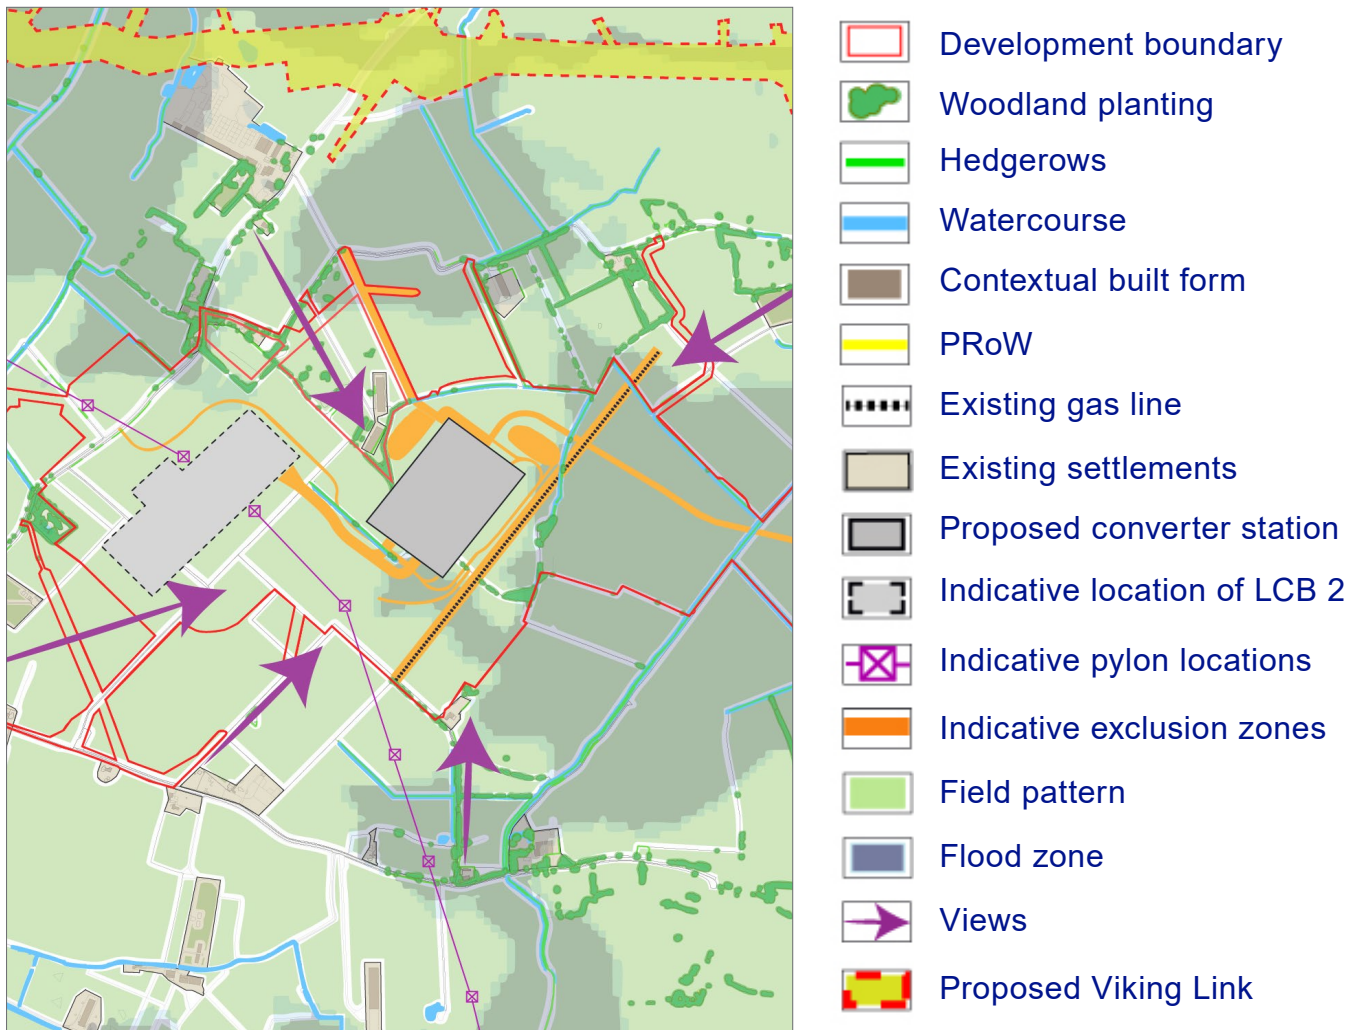 Development boundary
Woodland planting
Hedgerows
Watercourse
Contextual built form
PRoW
Existing gas line
Existing settlements
Proposed converter station
Indicative location of LCB 2
Indicative pylon locations
Indicative exclusion zones
Field pattern
Flood zone
Views
Proposed Viking Link